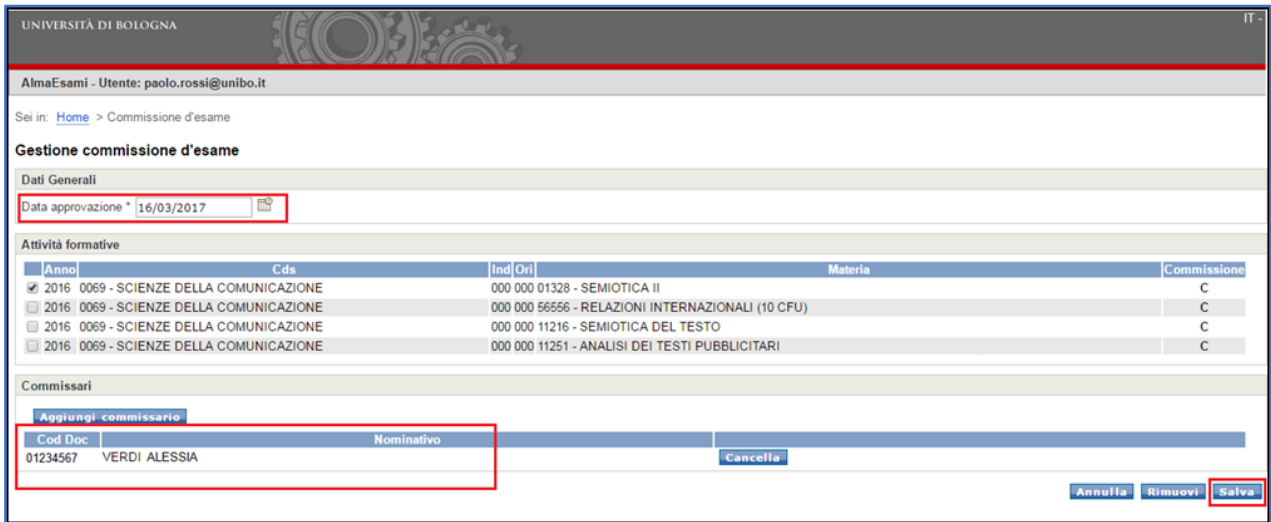 UNIVERSITÀ DI BOLOGNA
IT -
AlmaEsami - Utente: paolo.rossi@unibo.it
Sei in: Home > Commissione d'esame
Gestione commissione d'esame
Dati Generali
Data approvazione * 16/03/2017
Attività formative
Anno Cds Ind Ori Materia Commissione
2016 0069 - SCIENZE DELLA COMUNICAZIONE 000 000 01328 - SEMIOTICA II C
2016 0069 - SCIENZE DELLA COMUNICAZIONE 000 000 56556 - RELAZIONI INTERNAZIONALI (10 CFU) C
2016 0069 - SCIENZE DELLA COMUNICAZIONE 000 000 11216 - SEMIOTICA DEL TESTO C
2016 0069 - SCIENZE DELLA COMUNICAZIONE 000 000 11251 - ANALISI DEI TESTI PUBBLICITARI C
Commissari
Aggiungi commissario
Cod Doc Nominativo
01234567 VERDI ALESSIA Cancella
Annulla Rimuovi Salva